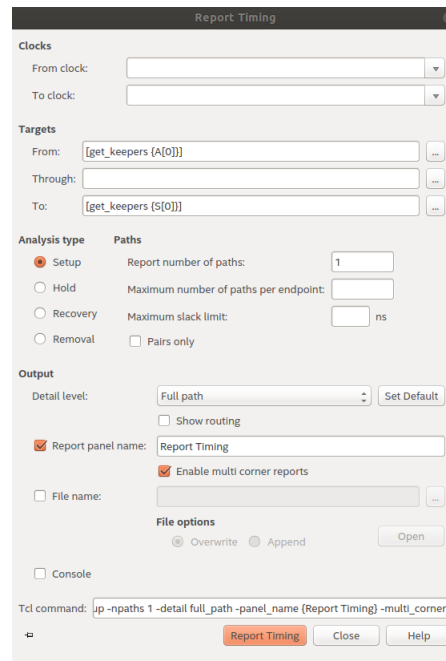 Report Timing
Clocks
From clock:
To clock:
Targets
From: [get_keepers {A[0]}] ...
Through: ...
To: [get_keepers {S[0]}] ...
Analysis type Paths
Setup Report number of paths: 1
Hold Maximum number of paths per endpoint:
Recovery Maximum slack limit: ns
Removal Pairs only
Output
Detail level: Full path Set Default
Show routing
Report panel name: Report Timing
Enable multi corner reports
File name: ...
File options
Overwrite Append Open
Console
Tcl command: up -npaths 1 -detail full_path -panel_name {Report Timing} -multi_corner
Report Timing Close Help